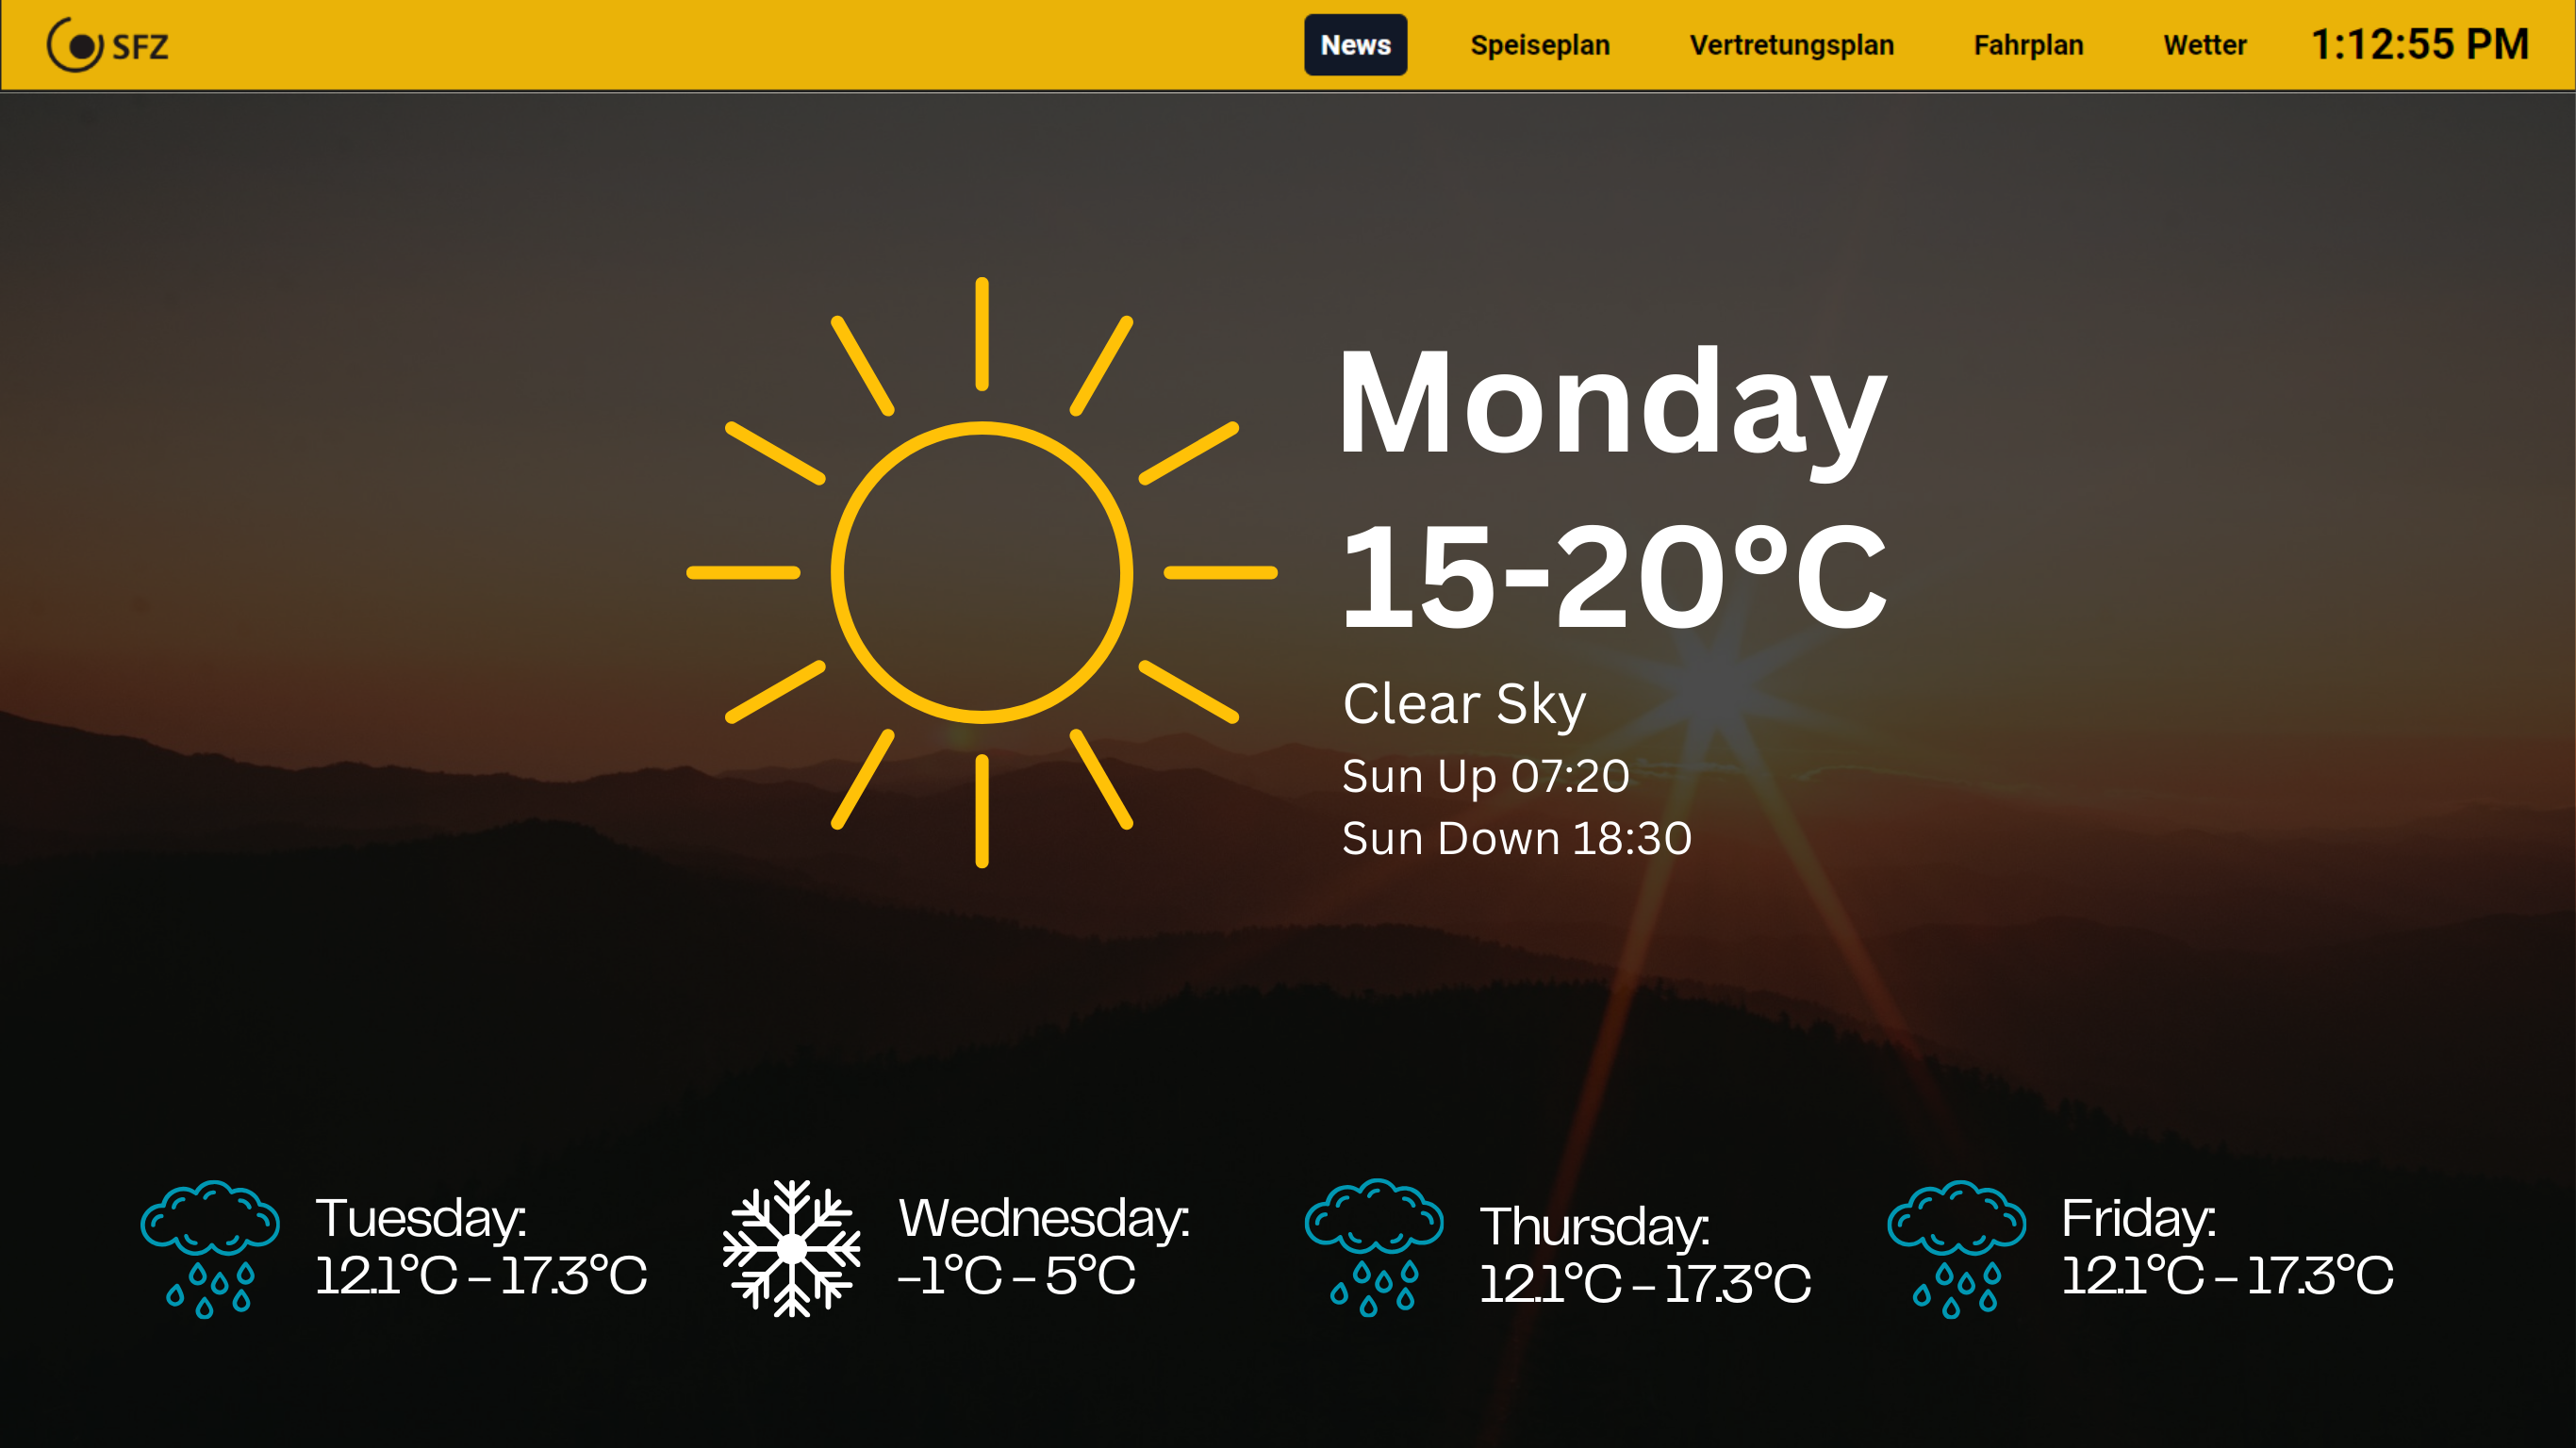 SFZ
News Speiseplan Vertretungsplan Fahrplan Wetter 1:12:55 PM
Monday
15-20°C
Clear Sky
Sun Up 07:20
Sun Down 18:30
Tuesday:
12.1°C - 17.3°C
Wednesday:
-1°C - 5°C
Thursday:
12.1°C - 17.3°C
Friday:
12.1°C - 17.3°C